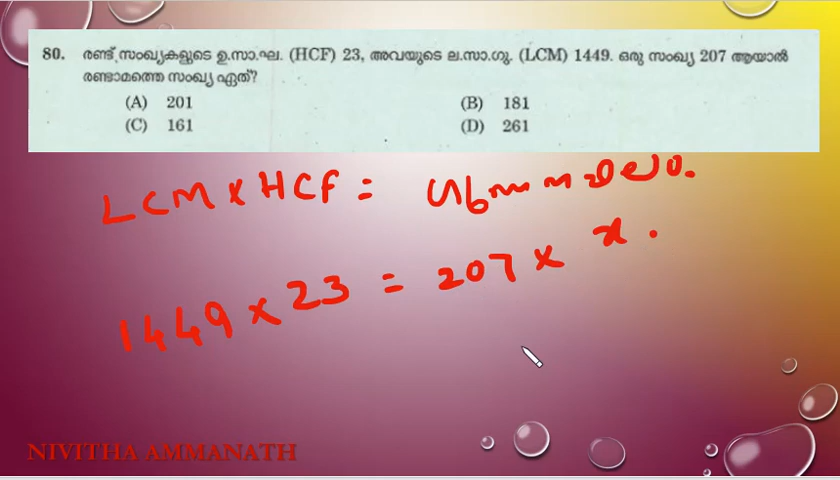 80. രണ്ട് സംഖ്യകളുടെ ഉ.സാ.ഘ. (HCF) 23, അവയുടെ ല.സാ.ഗു. (LCM) 1449. ഒരു സംഖ്യ 207 ആയാൽ
രണ്ടാമത്തെ സംഖ്യ ഏത്?
(A) 201 (B) 181
(C) 161 (D) 261
LCM x HCF = ഗുണനഫലം.
1449 x 23 = 207 x x.
NIVITHA AMMANATH